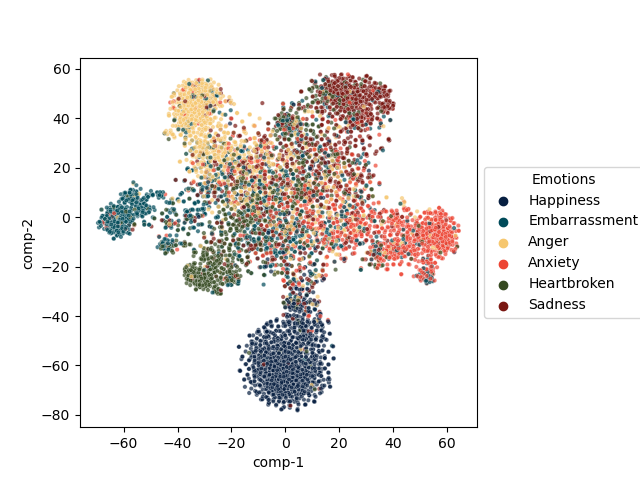 60
40
20
0
−20
−40
−60
−80
comp-2
−60
−40
−20
0
20
40
60
comp-1
Emotions
Happiness
Embarrassment
Anger
Anxiety
Heartbroken
Sadness